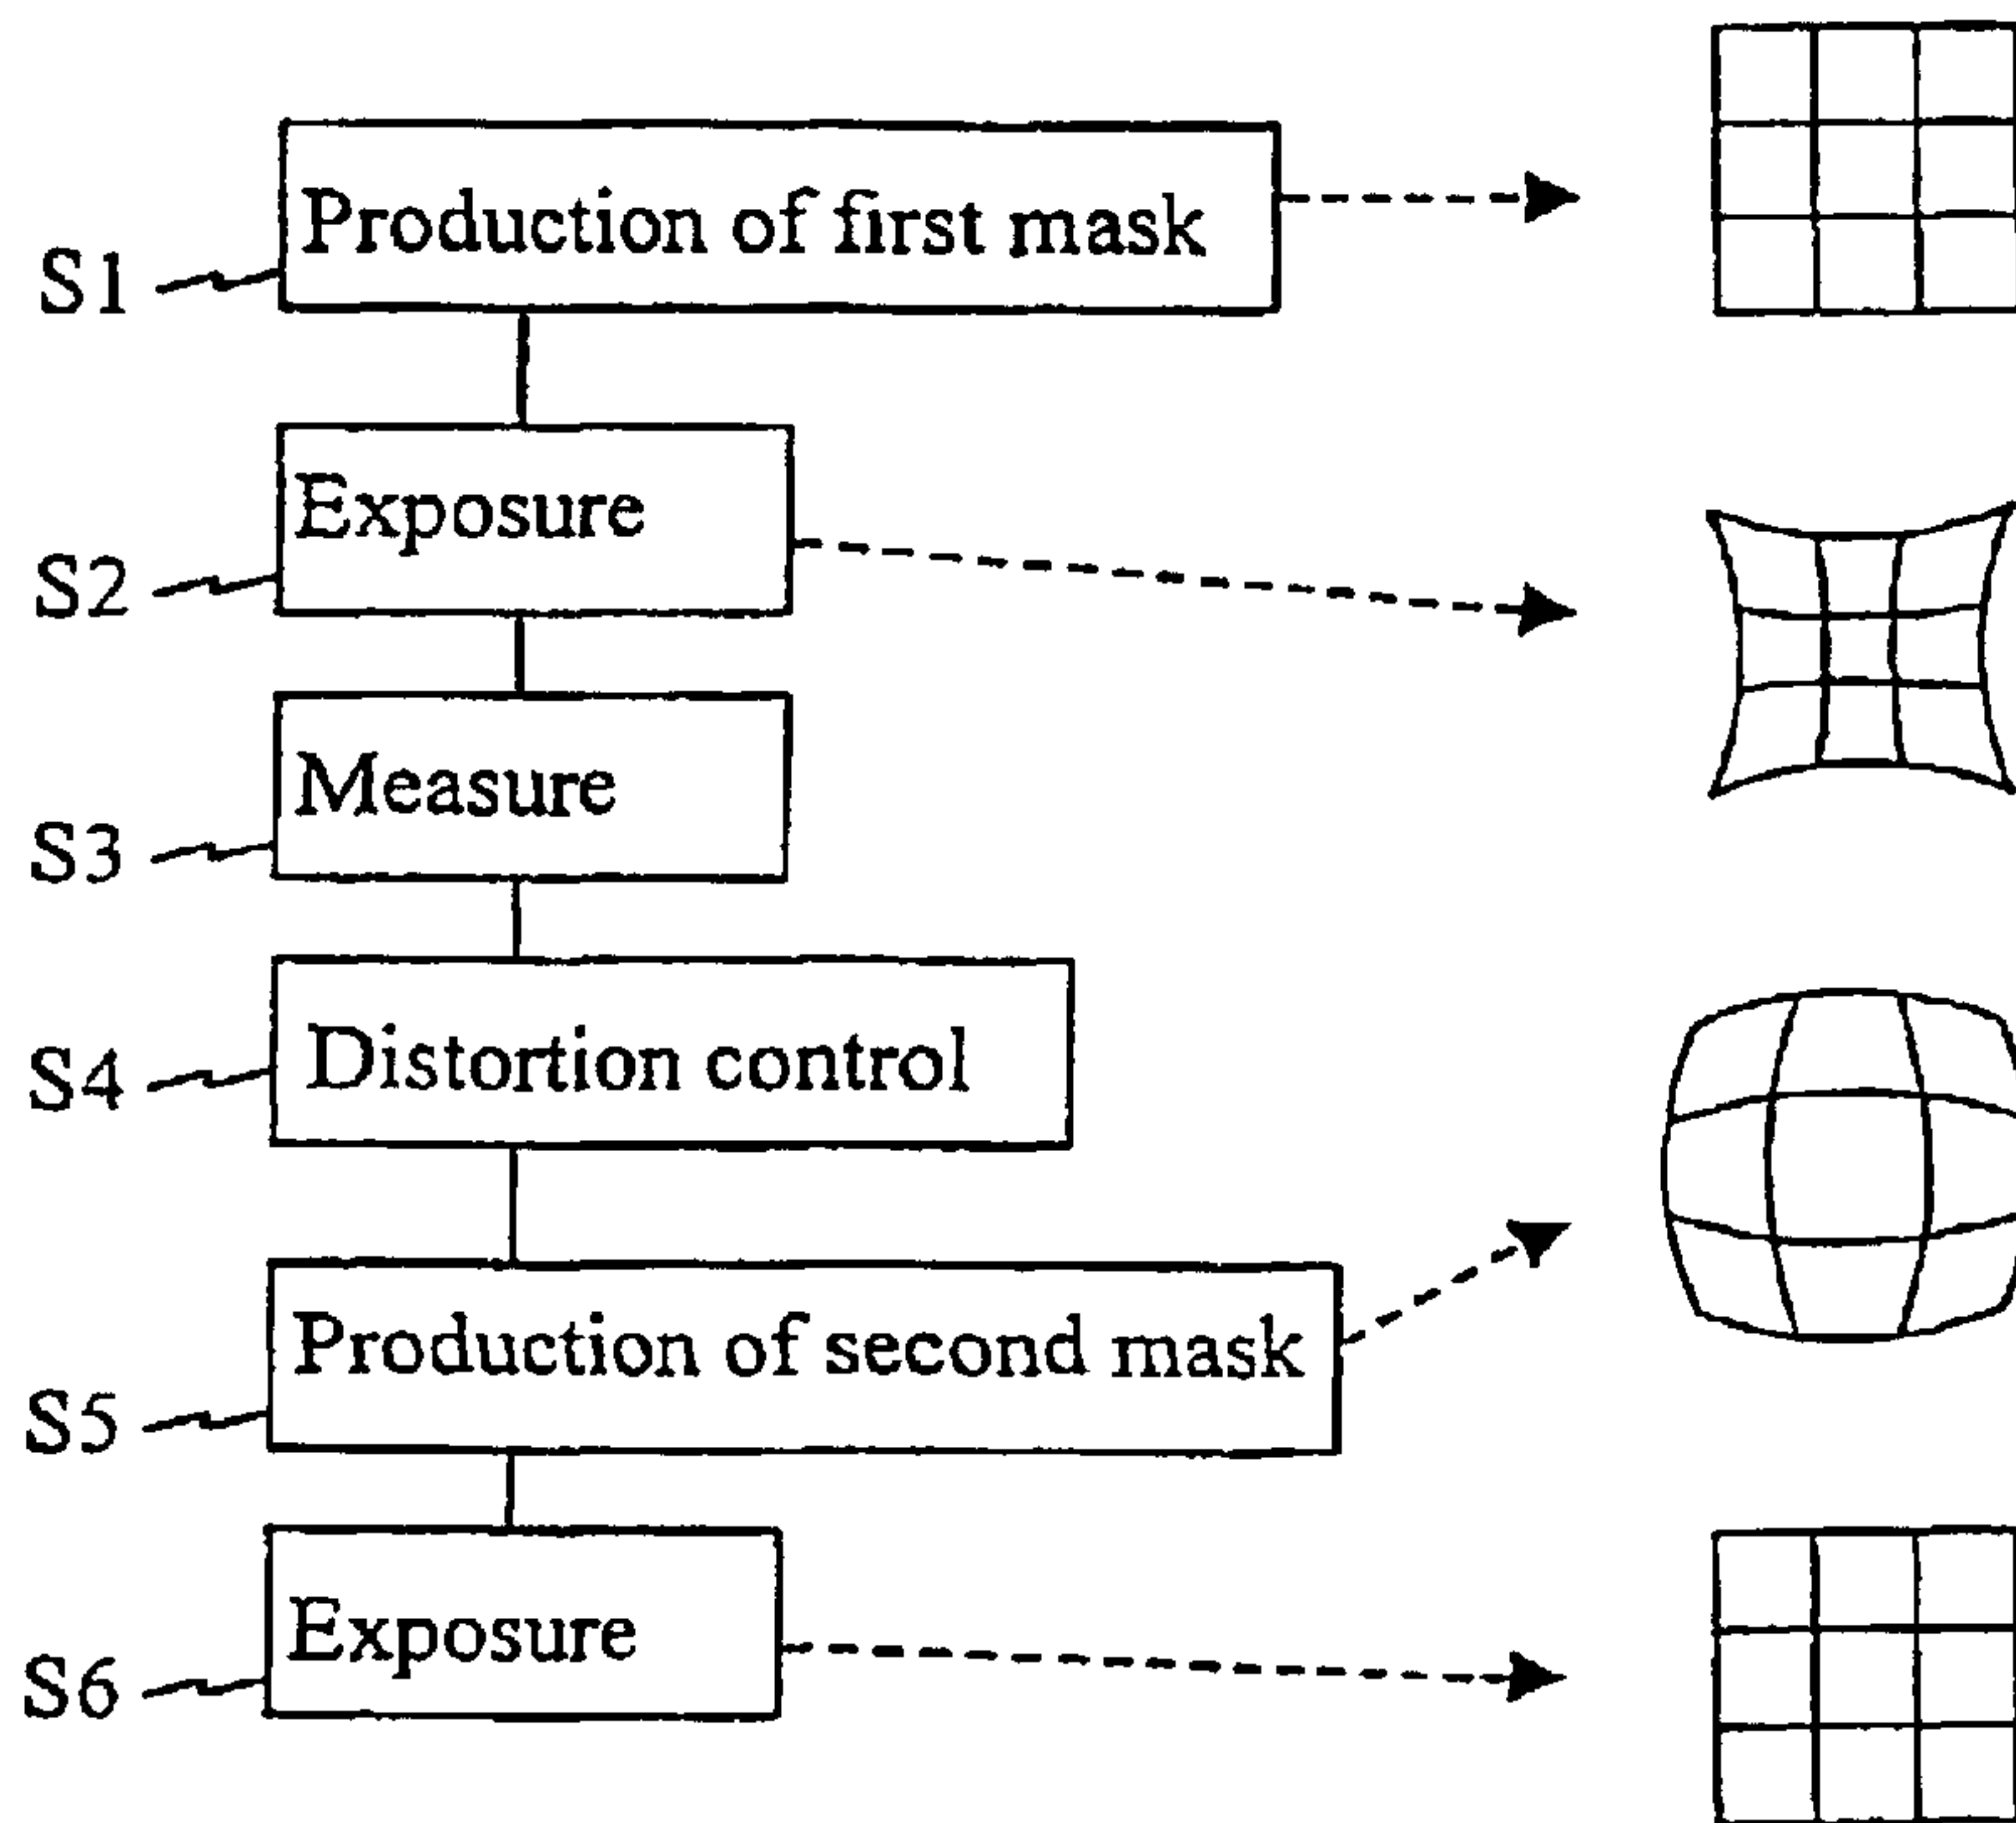 Production of first mask
S1
Exposure
S2
Measure
S3
Distortion control
S4
Production of second mask
S5
Exposure
S6